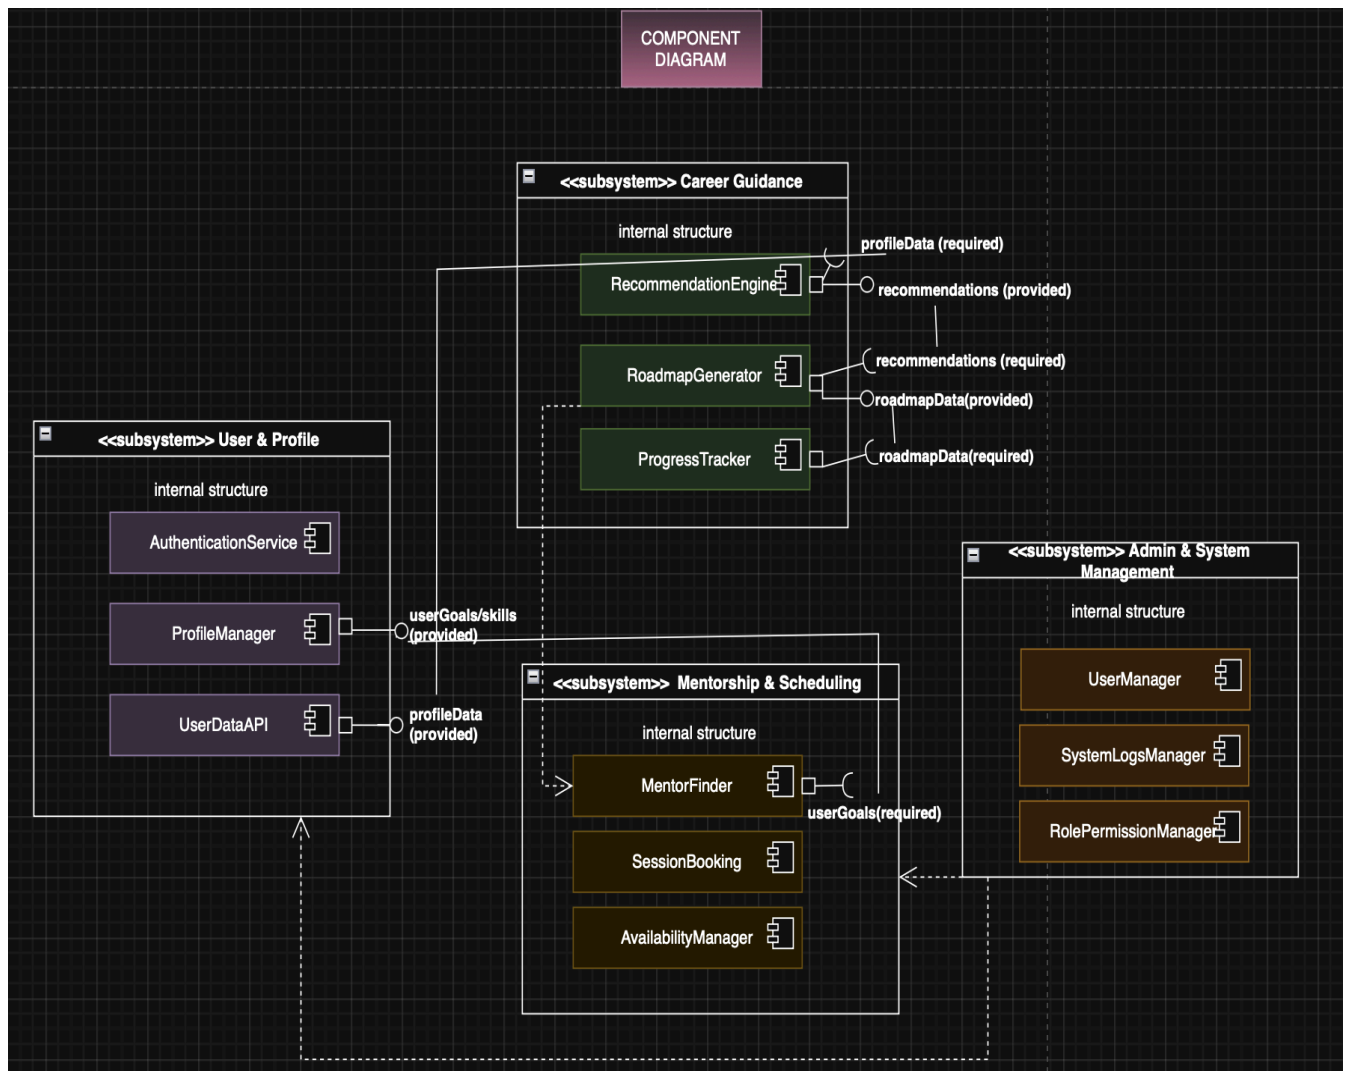 COMPONENT
DIAGRAM
<<subsystem>> Career Guidance
internal structure
profileData (required)
RecommendationEngine
recommendations (provided)
recommendations (required)
RoadmapGenerator
roadmapData(provided)
ProgressTracker
roadmapData(required)
<<subsystem>> User & Profile
internal structure
AuthenticationService
ProfileManager
userGoals/skills
(provided)
UserDataAPI
profileData
(provided)
<<subsystem>> Mentorship & Scheduling
internal structure
MentorFinder
userGoals(required)
SessionBooking
AvailabilityManager
<<subsystem>> Admin & System
Management
internal structure
UserManager
SystemLogsManager
RolePermissionManager